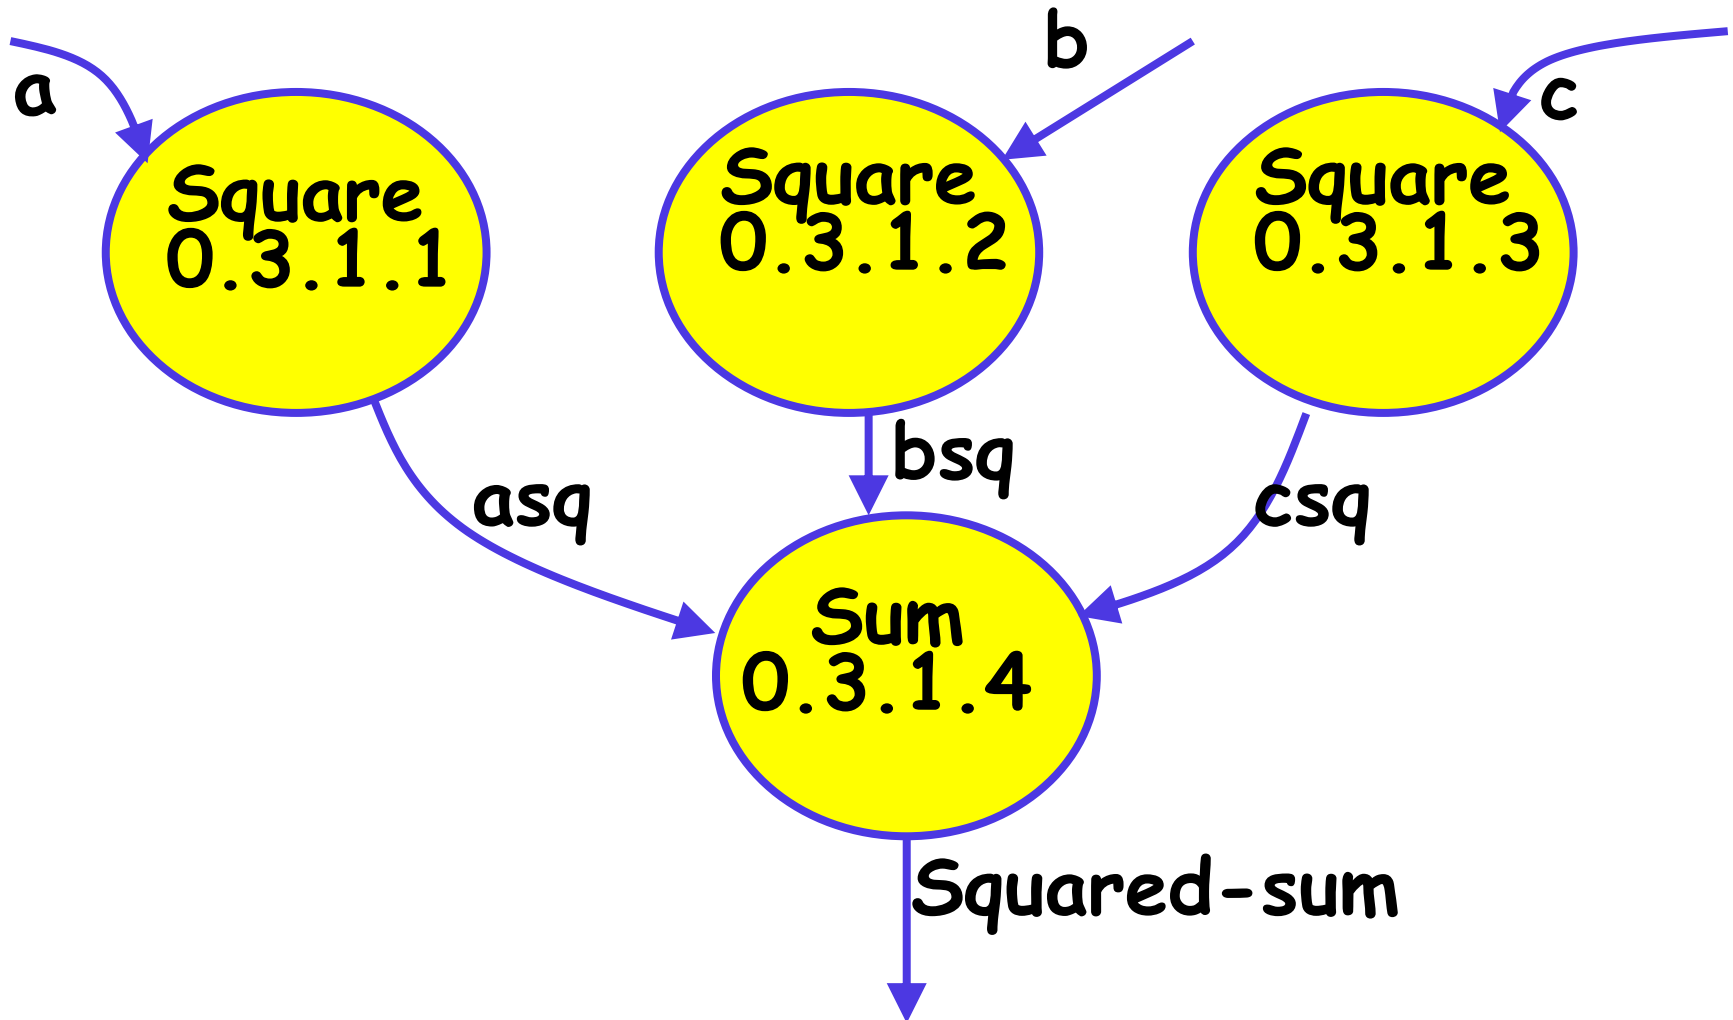 a
b
c
Square
0.3.1.1
Square
0.3.1.2
Square
0.3.1.3
asq
bsq
csq
Sum
0.3.1.4
Squared-sum